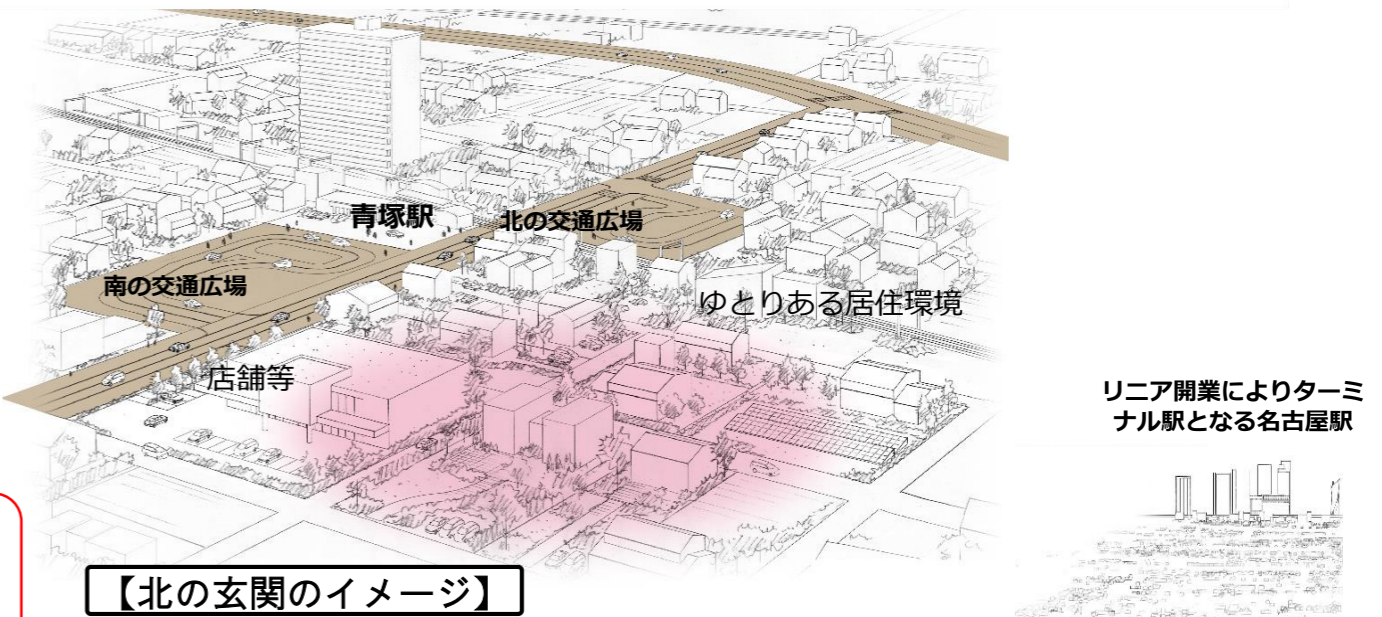 青塚駅
北の交通広場
南の交通広場
ゆとりある居住環境
店舗等
リニア開業によりターミ
ナル駅となる名古屋駅
【北の玄関のイメージ】